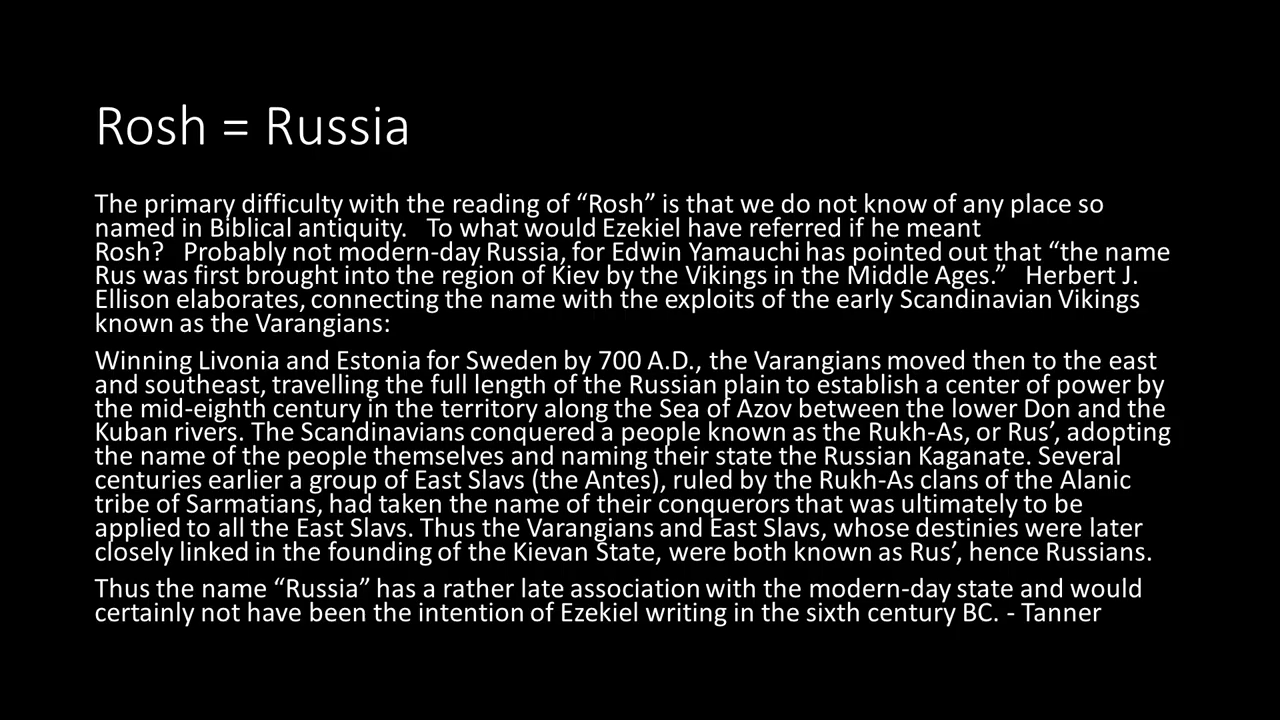 Rosh = Russia
The primary difficulty with the reading of “Rosh” is that we do not know of any place so
named in Biblical antiquity.   To what would Ezekiel have referred if he meant
Rosh?   Probably not modern-day Russia, for Edwin Yamauchi has pointed out that “the name
Rus was first brought into the region of Kiev by the Vikings in the Middle Ages.”   Herbert J.
Ellison elaborates, connecting the name with the exploits of the early Scandinavian Vikings
known as the Varangians:
Winning Livonia and Estonia for Sweden by 700 A.D., the Varangians moved then to the east
and southeast, travelling the full length of the Russian plain to establish a center of power by
the mid-eighth century in the territory along the Sea of Azov between the lower Don and the
Kuban rivers. The Scandinavians conquered a people known as the Rukh-As, or Rus’, adopting
the name of the people themselves and naming their state the Russian Kaganate. Several
centuries earlier a group of East Slavs (the Antes), ruled by the Rukh-As clans of the Alanic
tribe of Sarmatians, had taken the name of their conquerors that was ultimately to be
applied to all the East Slavs. Thus the Varangians and East Slavs, whose destinies were later
closely linked in the founding of the Kievan State, were both known as Rus’, hence Russians.
Thus the name “Russia” has a rather late association with the modern-day state and would
certainly not have been the intention of Ezekiel writing in the sixth century BC. - Tanner